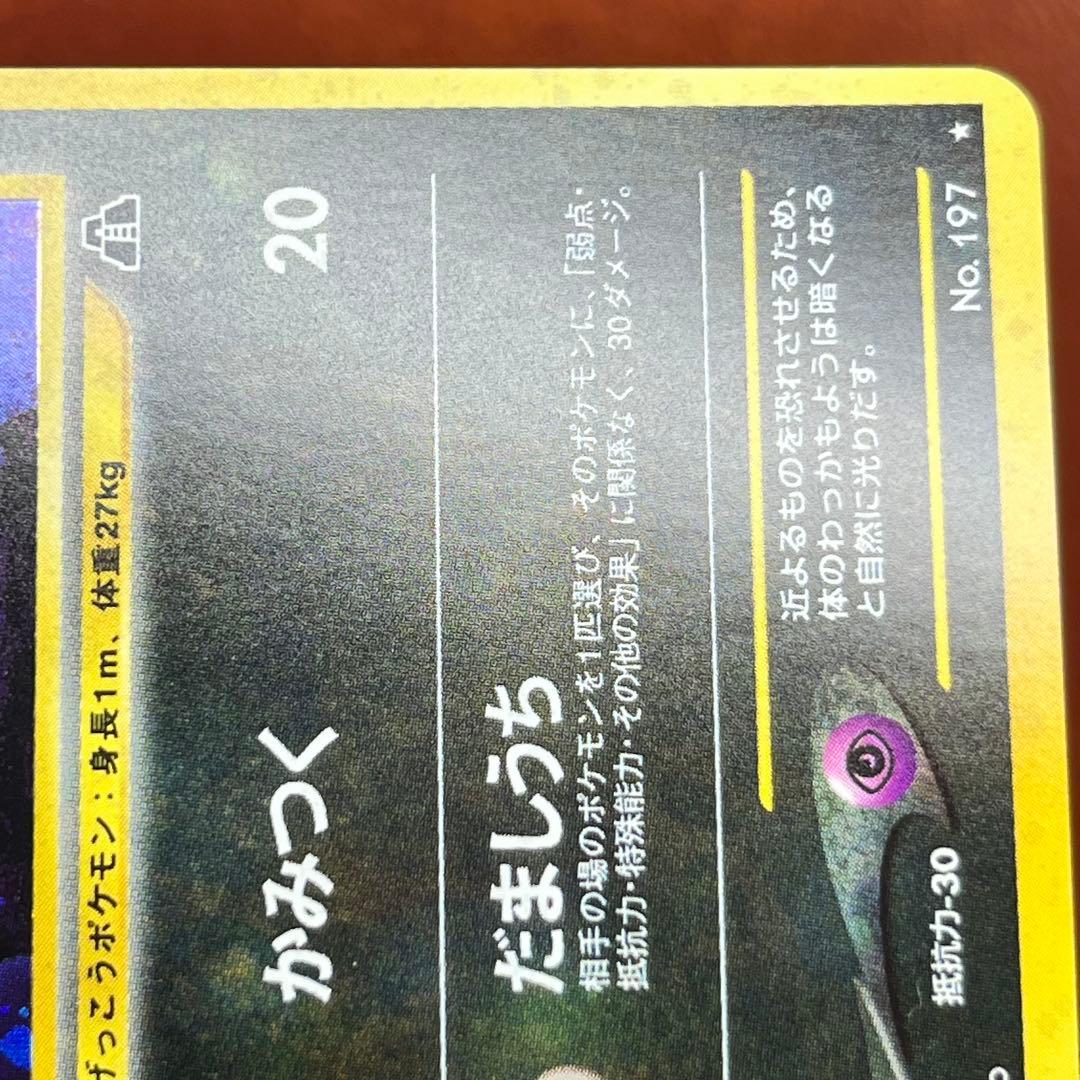 げっこうポケモン：身長1m、体重27kg
かみつく 20
だましうち
相手の場のポケモンを1匹選び、そのポケモンに、「弱点・
抵抗力・特殊能力・その他の効果」に関係なく、30ダメージ。
近よるものを恐れさせるため、
体のわっかもようは暗くなる
と自然に光りだす。
抵抗力-30
No. 197 ★